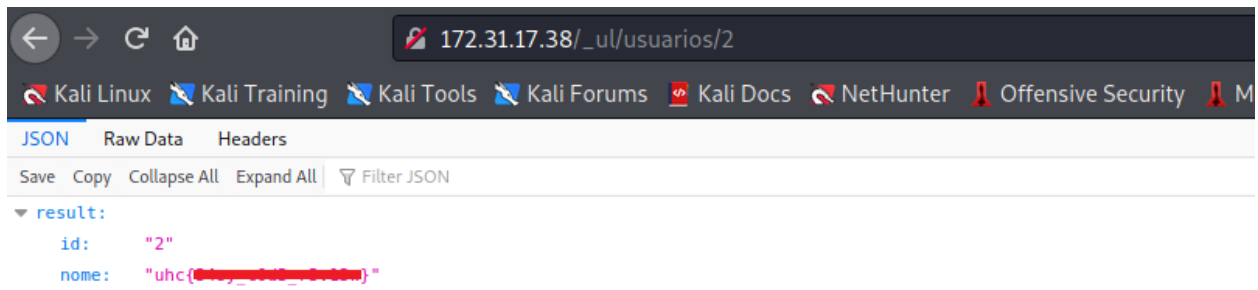 172.31.17.38/_ul/usuarios/2
Kali Linux Kali Training Kali Tools Kali Forums Kali Docs NetHunter Offensive Security M
JSON Raw Data Headers
Save Copy Collapse All Expand All Filter JSON
result:
id: "2"
nome: "uhc{ }"